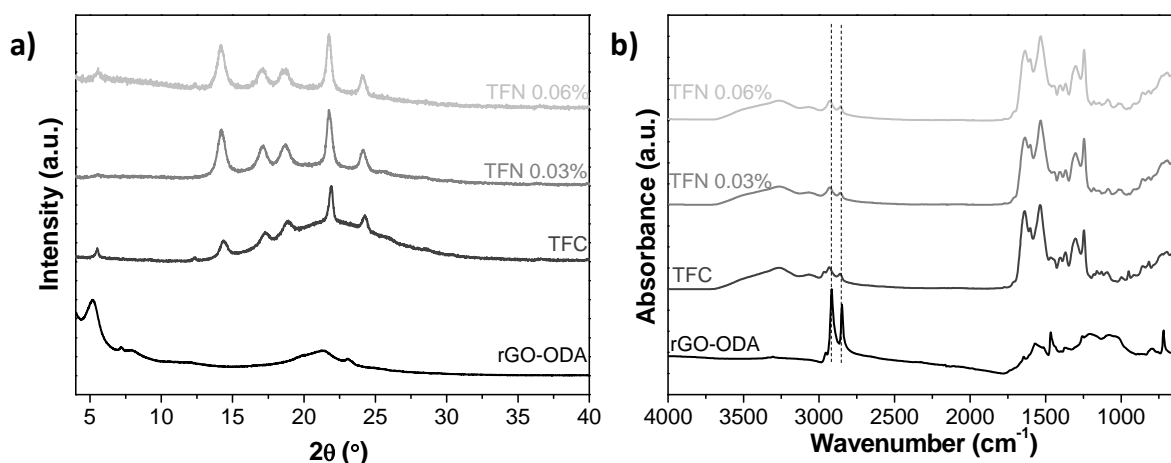 a)
Intensity (a.u.)
TFN 0.06%
TFN 0.03%
TFC
rGO-ODA
5 10 15 20 25 30 35 40
2θ (°)
b)
Absorbance (a.u.)
TFN 0.06%
TFN 0.03%
TFC
rGO-ODA
4000 3500 3000 2500 2000 1500 1000
Wavenumber (cm⁻¹)